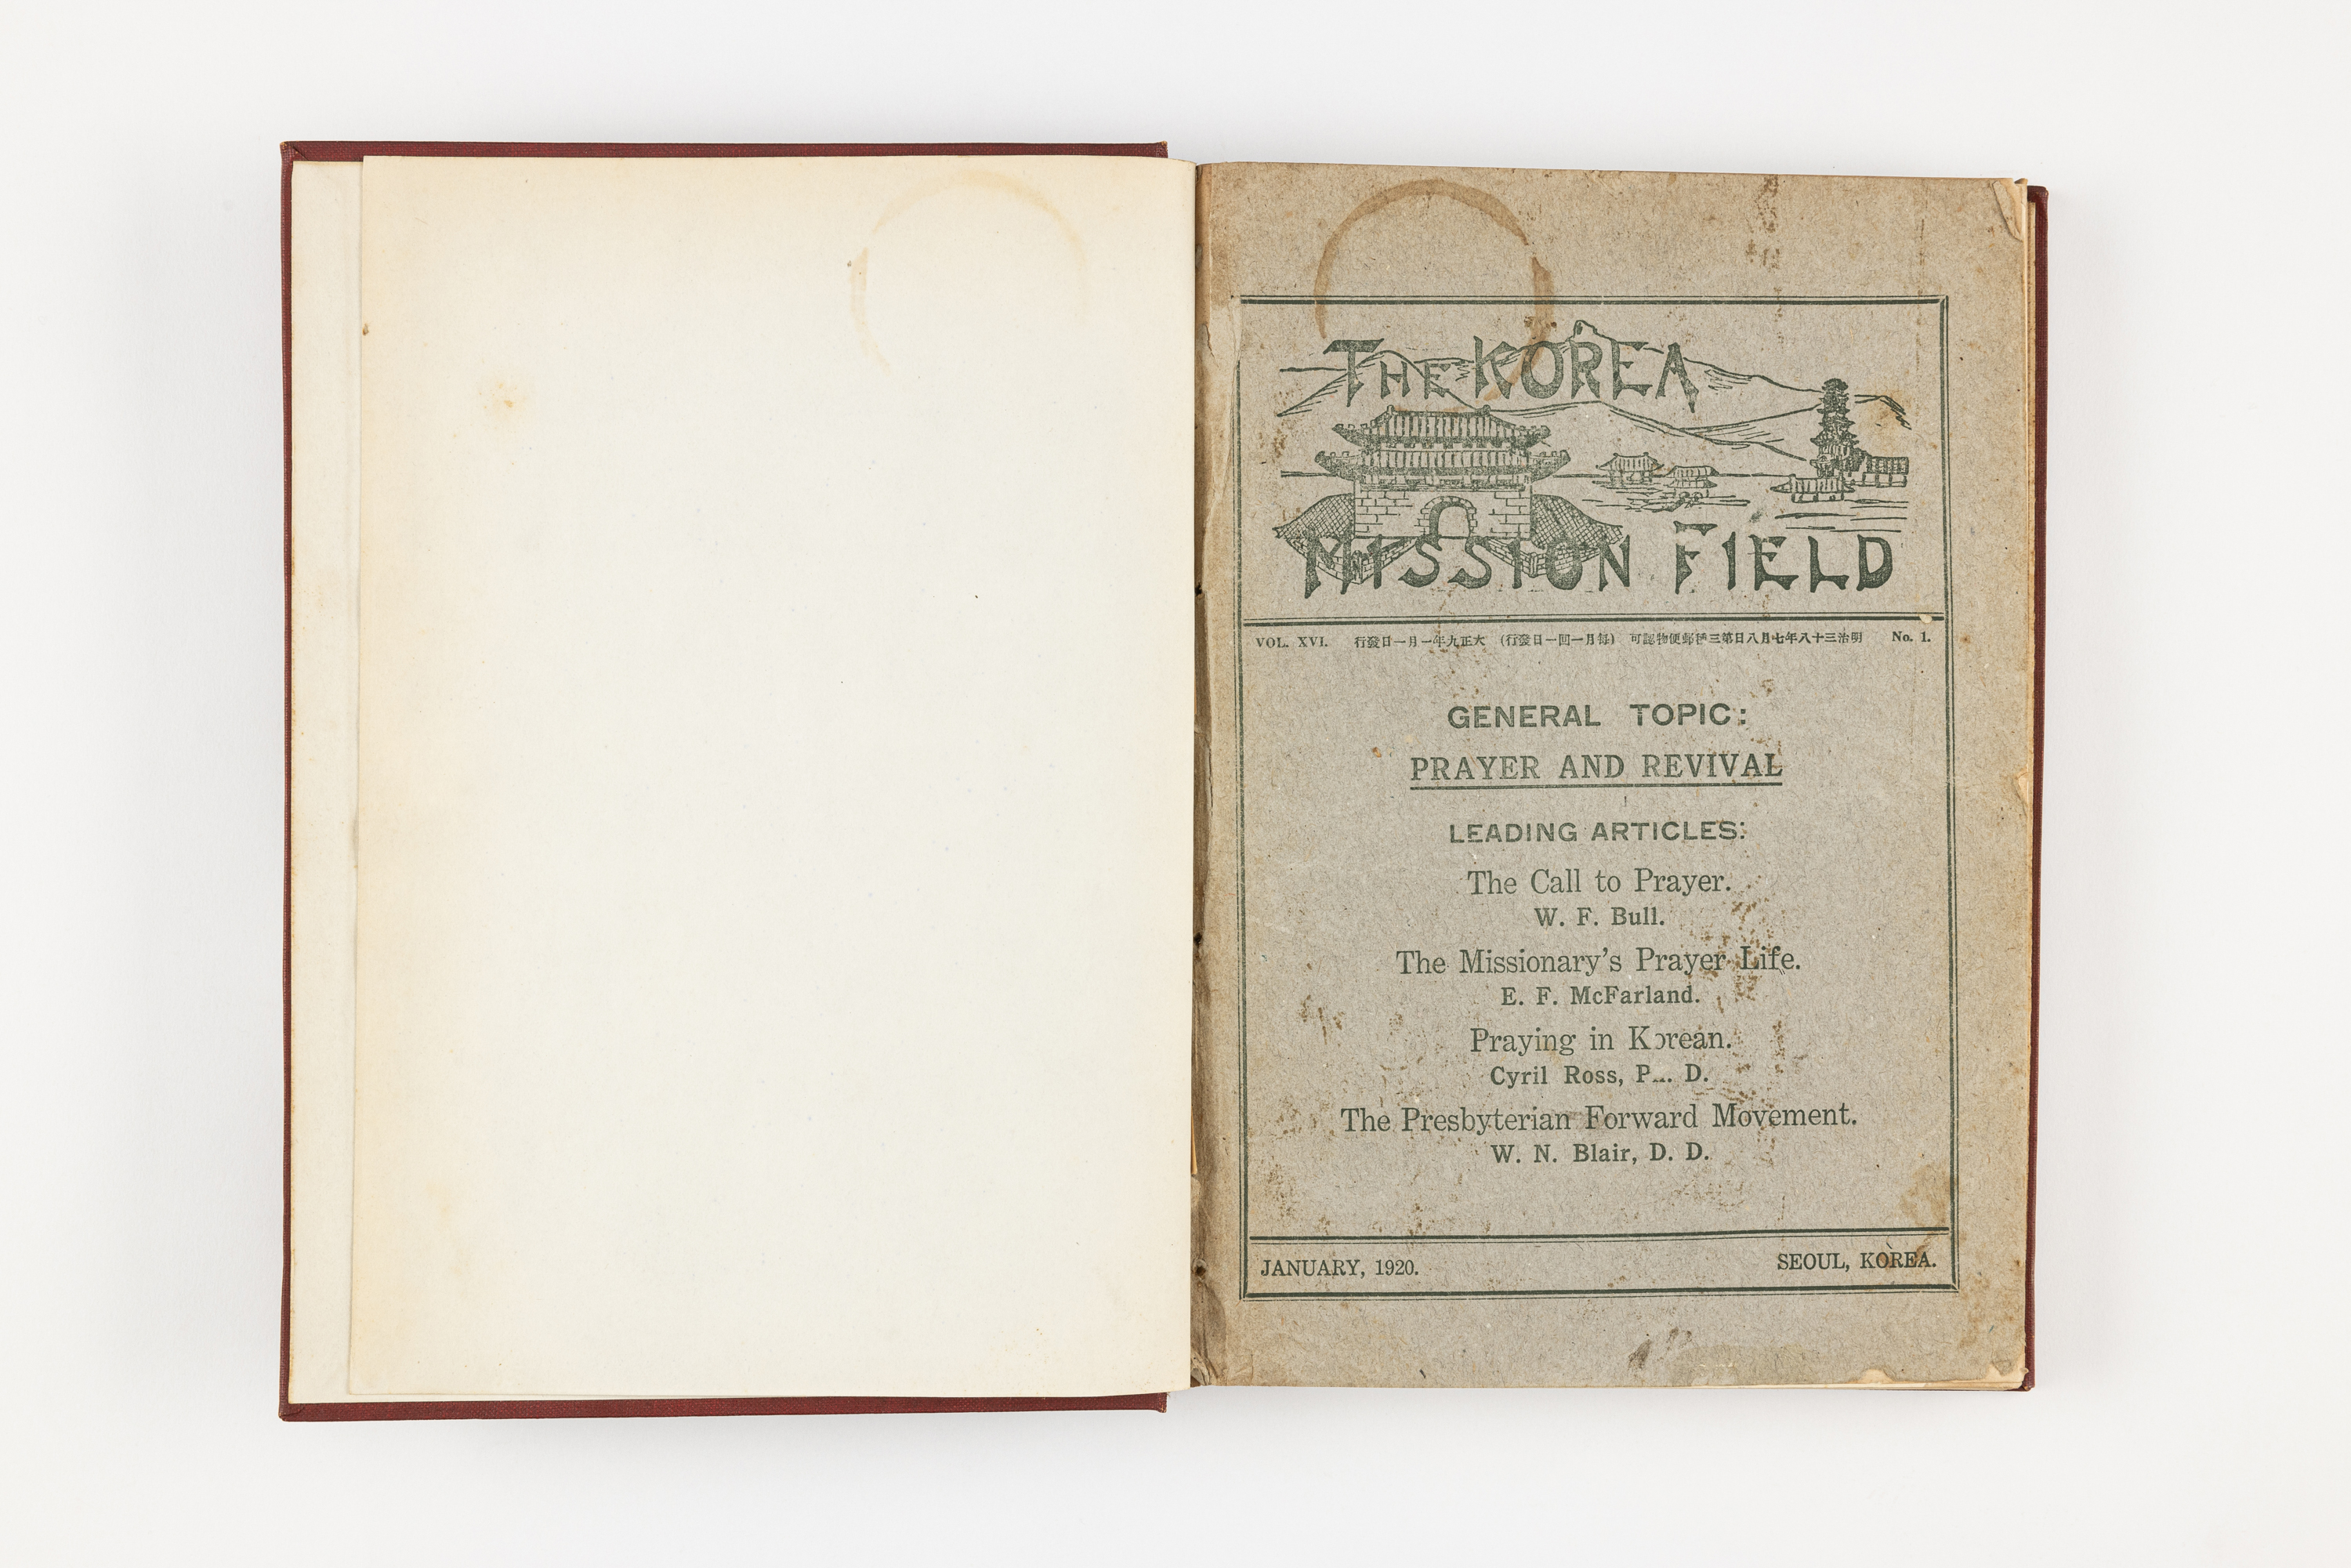 THE KOREA
MISSION FIELD
VOL. XVI. 明治三十八年七月八日第三種郵便物認可 (每月一回一日發行) 大正九年一月一日發行 No. 1.
GENERAL TOPIC:
PRAYER AND REVIVAL
LEADING ARTICLES:
The Call to Prayer.
W. F. Bull.
The Missionary's Prayer Life.
E. F. McFarland.
Praying in Korean.
Cyril Ross, Ph. D.
The Presbyterian Forward Movement.
W. N. Blair, D. D.
JANUARY, 1920.
SEOUL, KOREA.